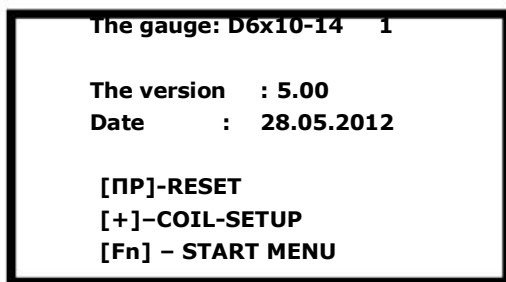 The gauge: D6x10-14 1
The version : 5.00
Date : 28.05.2012
[ПР]-RESET
[+]–COIL-SETUP
[Fn] – START MENU